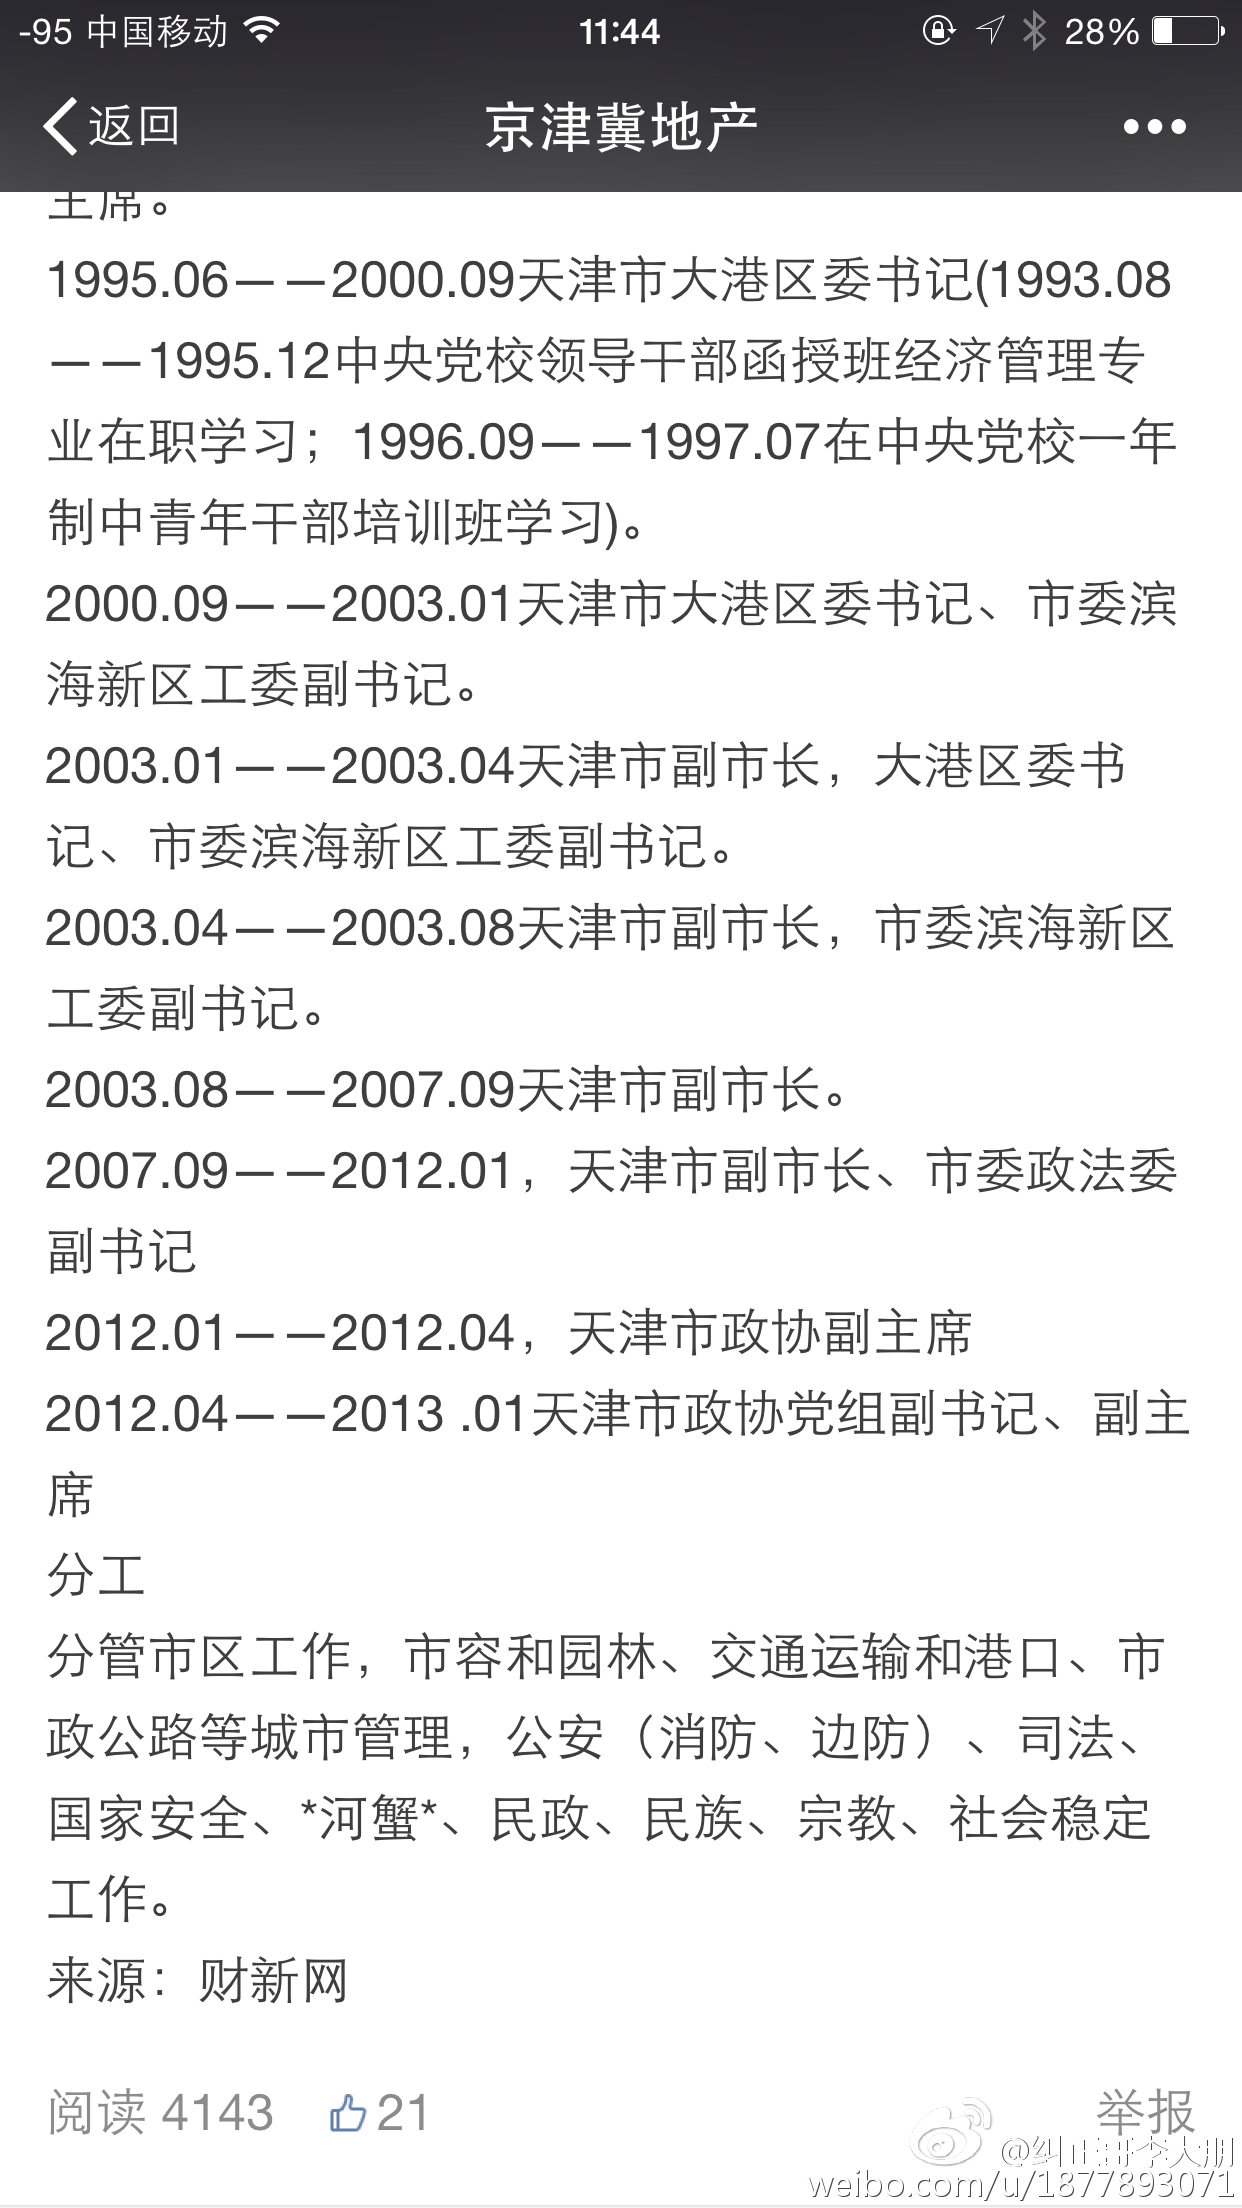 -95 中国移动 11:44 28%
返回 京津冀地产
主席。
1995.06——2000.09天津市大港区委书记(1993.08
——1995.12中央党校领导干部函授班经济管理专
业在职学习；1996.09——1997.07在中央党校一年
制中青年干部培训班学习)。
2000.09——2003.01天津市大港区委书记、市委滨
海新区工委副书记。
2003.01——2003.04天津市副市长，大港区委书
记、市委滨海新区工委副书记。
2003.04——2003.08天津市副市长，市委滨海新区
工委副书记。
2003.08——2007.09天津市副市长。
2007.09——2012.01，天津市副市长、市委政法委
副书记
2012.01——2012.04，天津市政协副主席
2012.04——2013 .01天津市政协党组副书记、副主
席
分工
分管市区工作，市容和园林、交通运输和港口、市
政公路等城市管理，公安（消防、边防）、司法、
国家安全、*河蟹*、民政、民族、宗教、社会稳定
工作。
来源：财新网
阅读 4143 21 举报
@纠正哥李大朋
weibo.com/u/1877893071